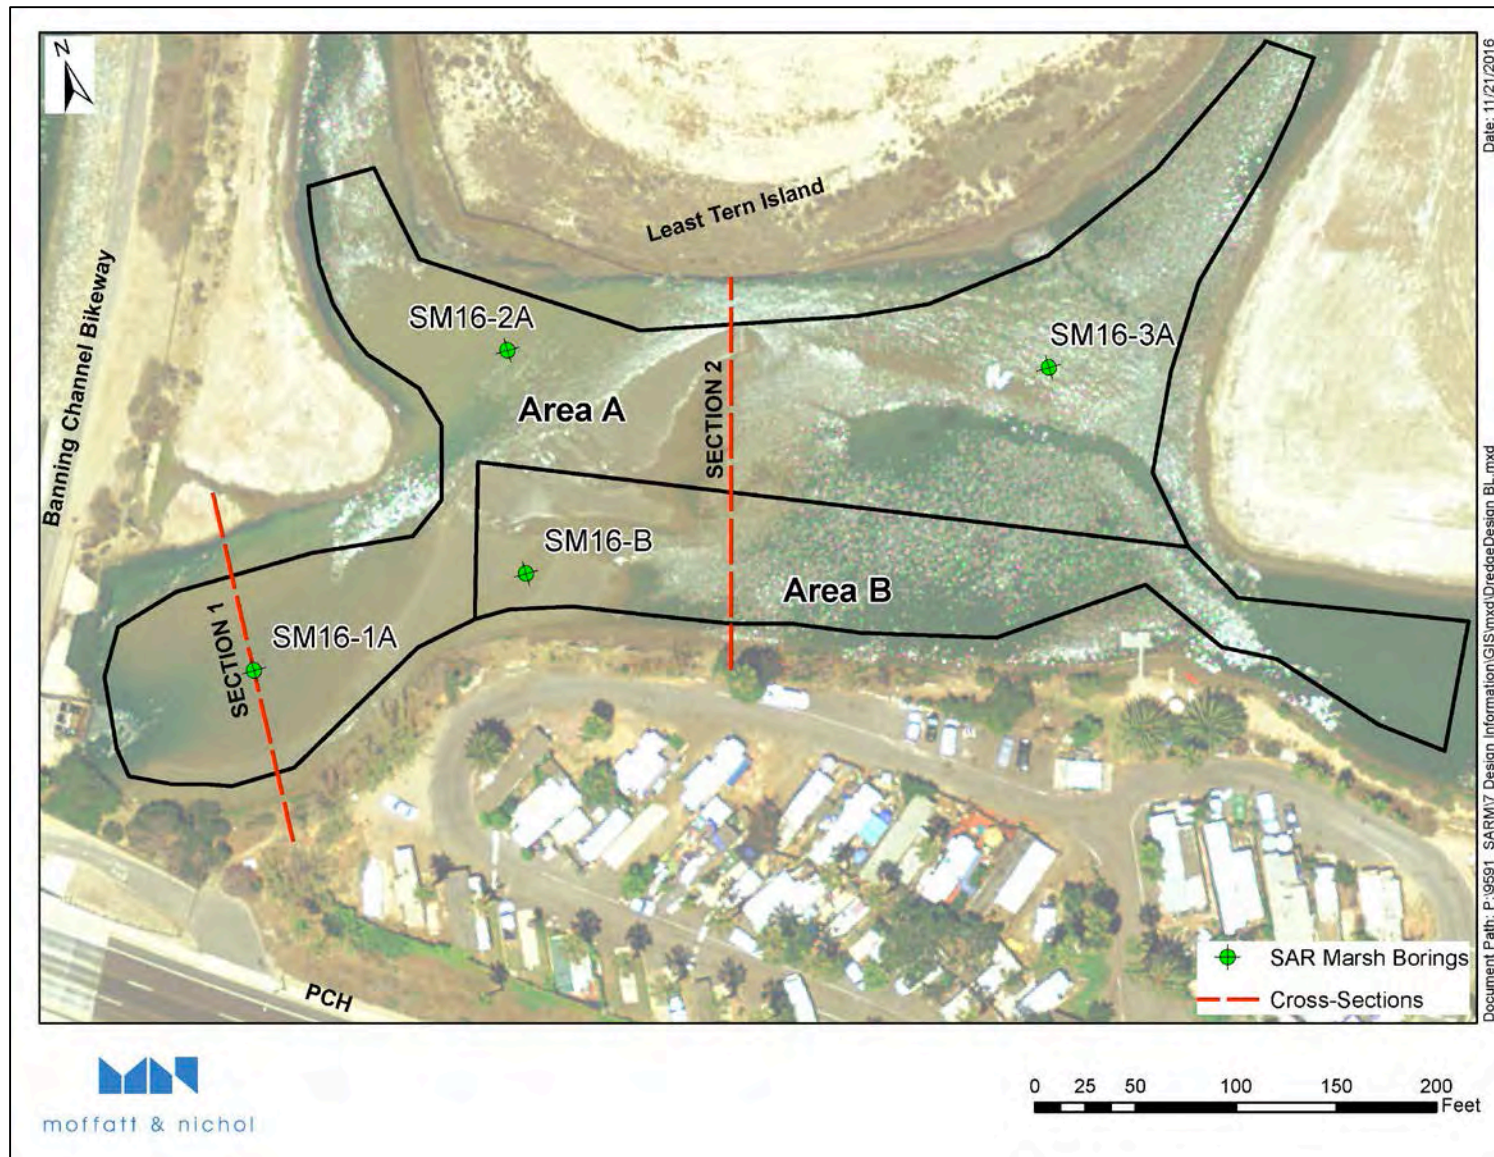 N
Date: 11/21/2016
Least Tern Island
Banning Channel Bikeway
SM16-2A
SM16-3A
SECTION 2
Area A
SM16-B
Area B
SM16-1A
SECTION 1
PCH
SAR Marsh Borings
Cross-Sections
Document Path: P:\9591_SARM\7 Design Information\GIS\mxd\DredgeDesign BL.mxd
moffatt & nichol
0 25 50 100 150 200
Feet